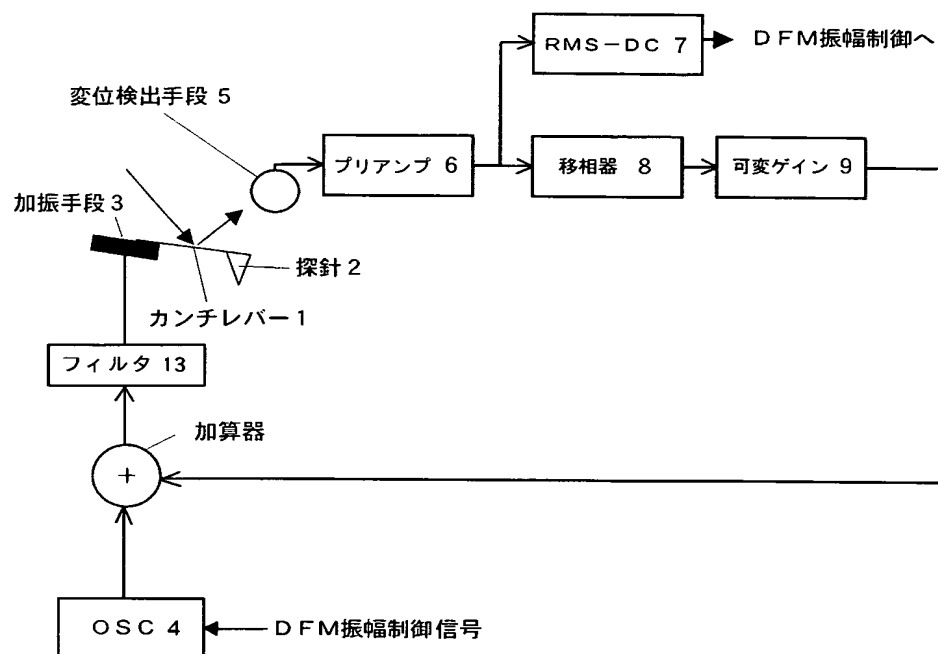 RMS-DC 7
DFM振幅制御へ
変位検出手段 5
プリアンプ 6
移相器 8
可変ゲイン 9
加振手段 3
探針 2
カンチレバー 1
フィルタ 13
加算器
+
OSC 4
DFM振幅制御信号